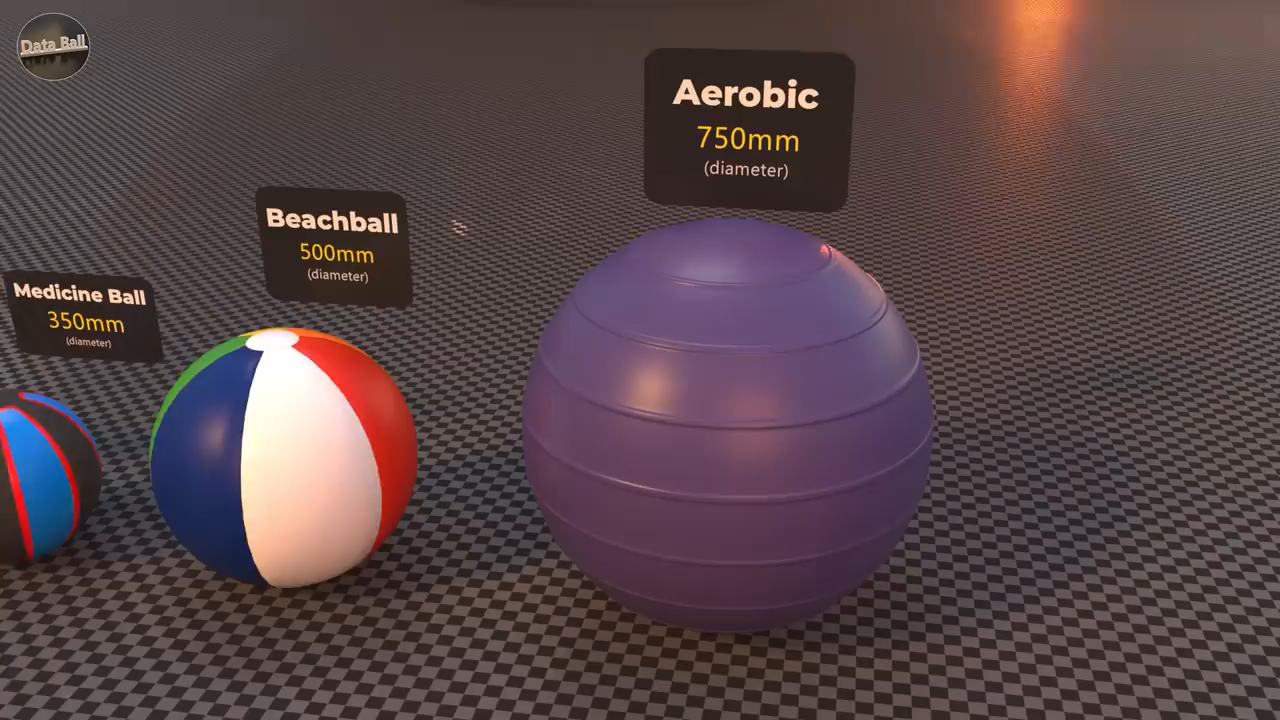 Data Ball
Aerobic
750mm
(diameter)
Beachball
500mm
(diameter)
Medicine Ball
350mm
(diameter)